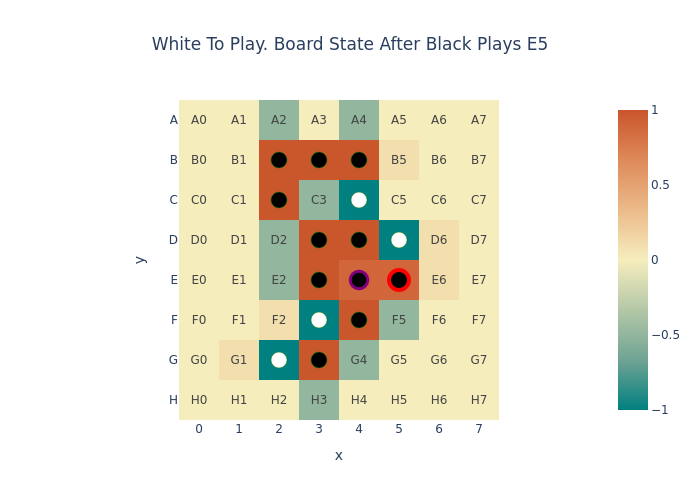 White To Play. Board State After Black Plays E5
A A0 A1 A2 A3 A4 A5 A6 A7
B B0 B1 B5 B6 B7
C C0 C1 C3 C5 C6 C7
D D0 D1 D2 D6 D7
E E0 E1 E2 E6 E7
F F0 F1 F2 F5 F6 F7
G G0 G1 G4 G5 G6 G7
H H0 H1 H2 H3 H4 H5 H6 H7
0 1 2 3 4 5 6 7
x
y
1
0.5
0
−0.5
−1